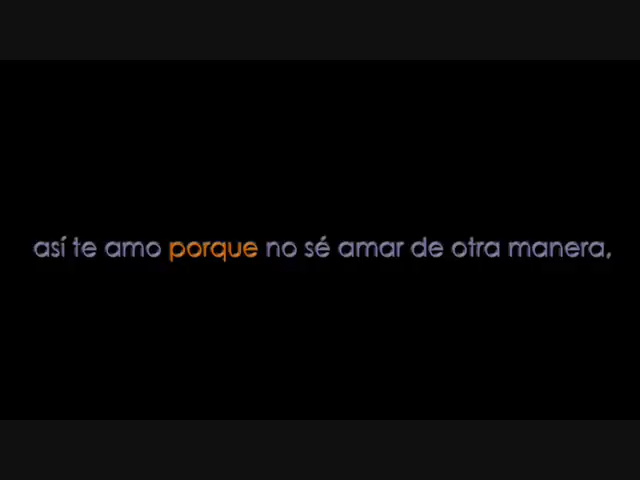 así te amo porque no sé amar de otra manera,